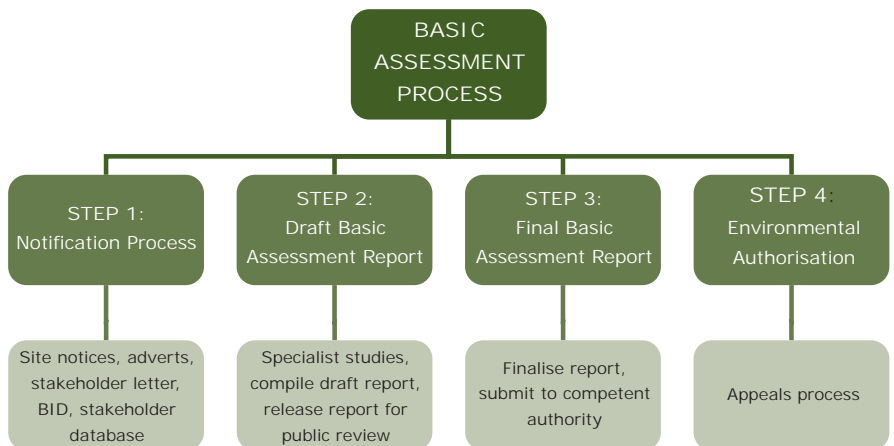 BASIC
ASSESSMENT
PROCESS
STEP 1:
Notification Process
STEP 2:
Draft Basic
Assessment Report
STEP 3:
Final Basic
Assessment Report
STEP 4:
Environmental
Authorisation
Site notices, adverts,
stakeholder letter,
BID, stakeholder
database
Specialist studies,
compile draft report,
release report for
public review
Finalise report,
submit to competent
authority
Appeals process